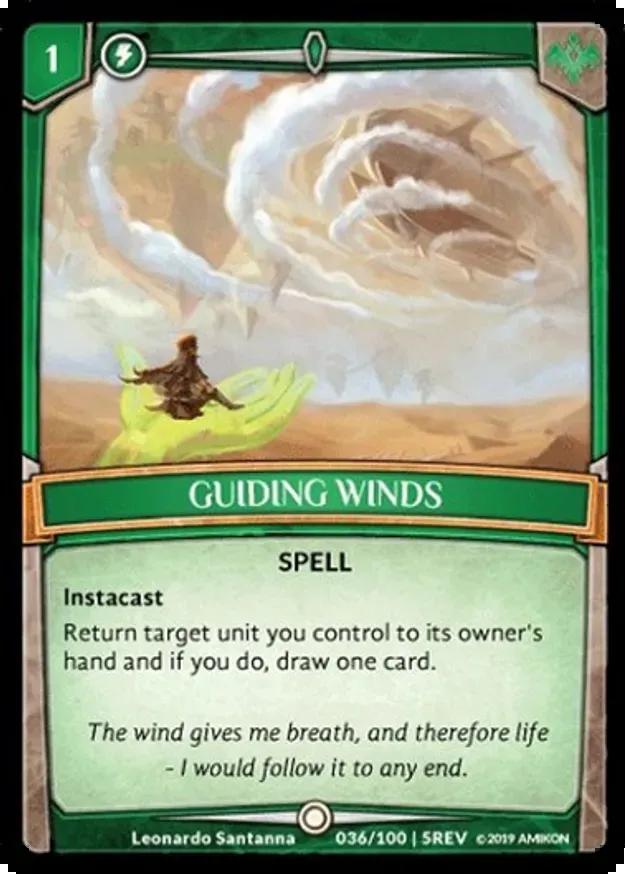 1
GUIDING WINDS
SPELL
Instacast
Return target unit you control to its owner's
hand and if you do, draw one card.
The wind gives me breath, and therefore life
- I would follow it to any end.
Leonardo Santanna 036/100 | 5REV ©2019 AMIKON